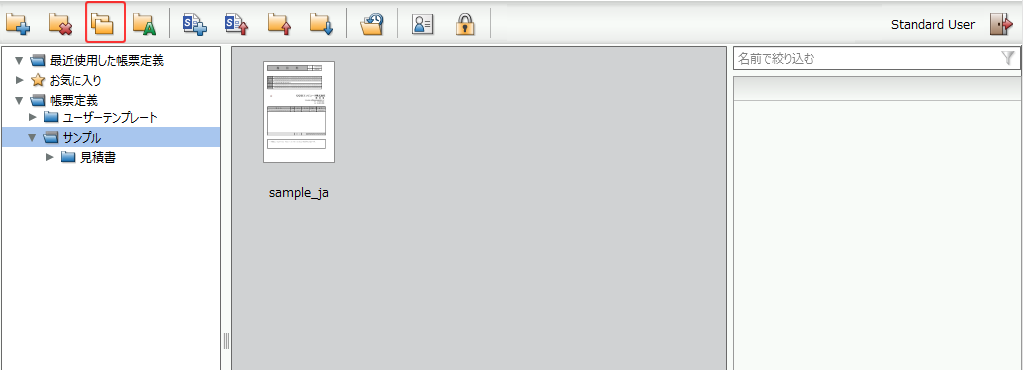 Standard User
最近使用した帳票定義
お気に入り
帳票定義
ユーザーテンプレート
サンプル
見積書
sample_ja
名前で絞り込む